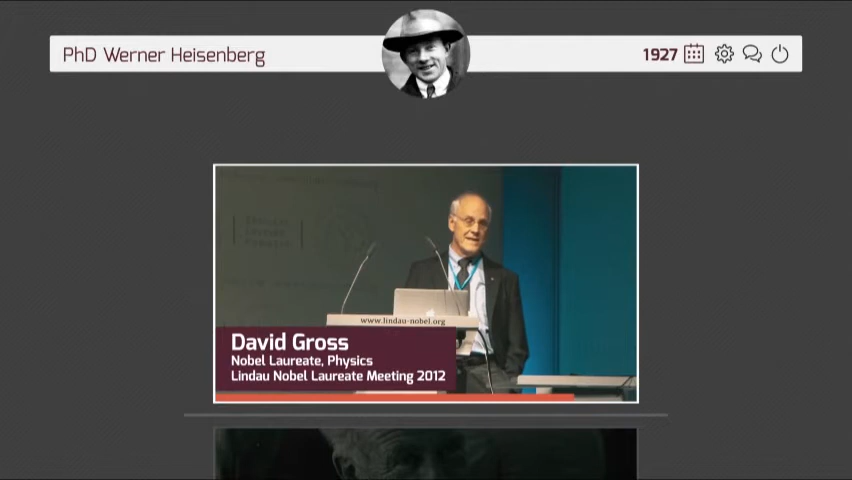 PhD Werner Heisenberg
1927
www.lindau-nobel.org
David Gross
Nobel Laureate, Physics
Lindau Nobel Laureate Meeting 2012